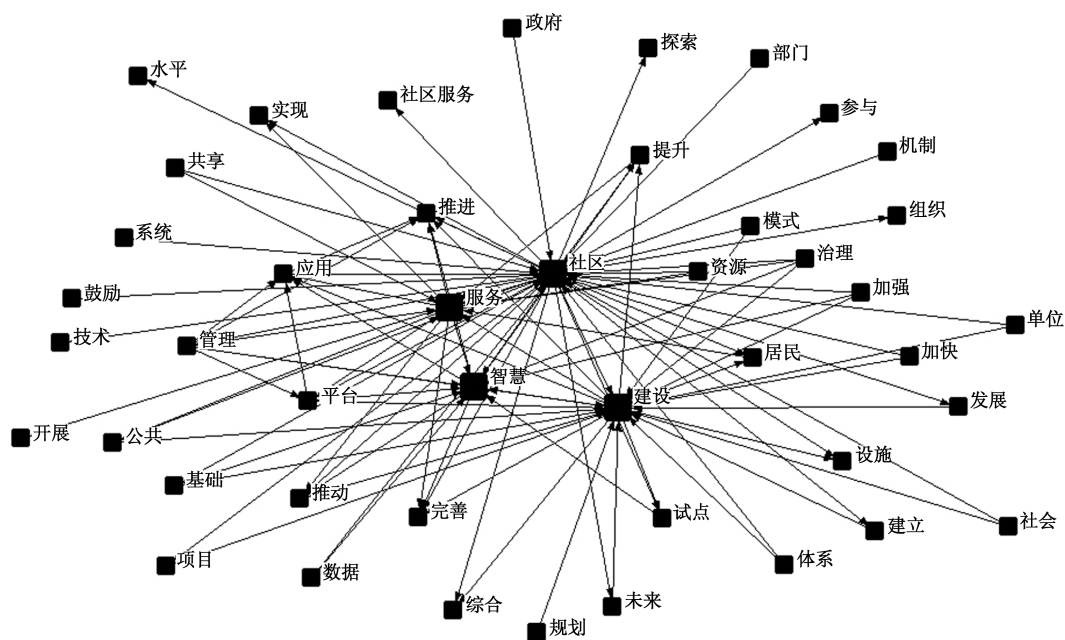 政府
探索
部门
水平
社区服务
实现
参与
机制
提升
共享
推进
组织
模式
系统
治理
社区
资源
应用
加强
鼓励
服务
单位
技术
管理
居民
加快
智慧
建设
平台
发展
开展
公共
设施
基础
推动
完善
试点
社会
建立
项目
数据
体系
综合
未来
规划